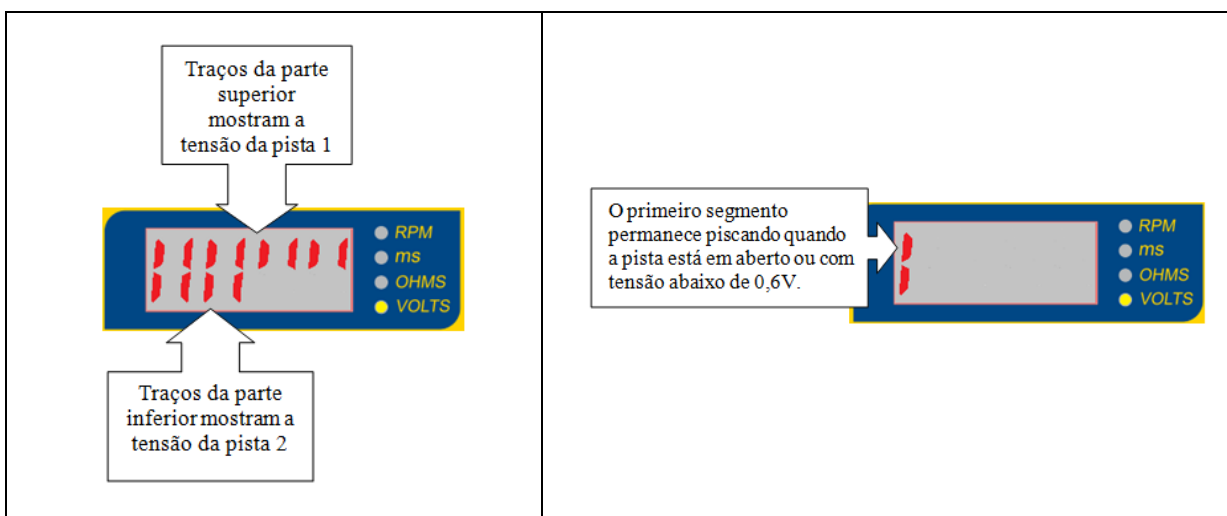 Traços da parte
superior
mostram a
tensão da pista 1
RPM
ms
OHMS
VOLTS
Traços da parte
inferior mostram a
tensão da pista 2
O primeiro segmento
permanece piscando quando
a pista está em aberto ou com
tensão abaixo de 0,6V.
RPM
ms
OHMS
VOLTS